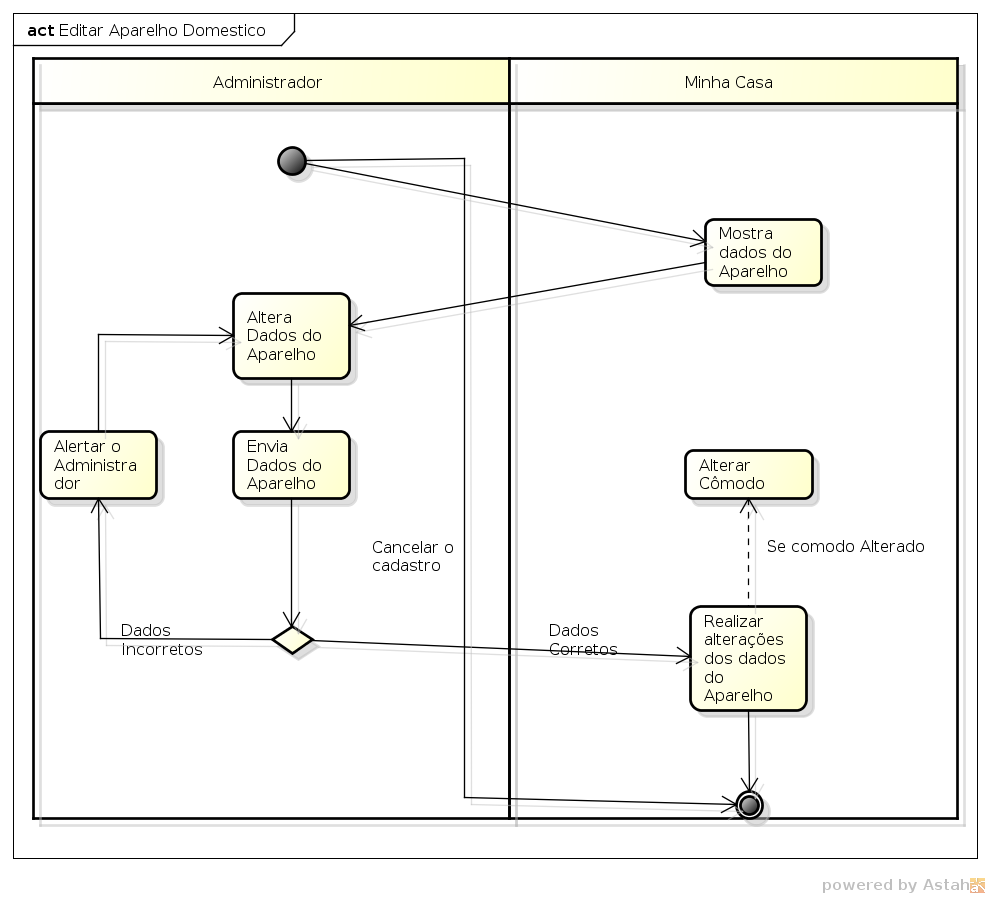 act Editar Aparelho Domestico
Administrador
Minha Casa
Mostra
dados do
Aparelho
Altera
Dados do
Aparelho
Alertar o
Administra
dor
Envia
Dados do
Aparelho
Alterar
Cômodo
Cancelar o
cadastro
Se comodo Alterado
Dados
Incorretos
Dados
Corretos
Realizar
alterações
dos dados
do
Aparelho
powered by Astah